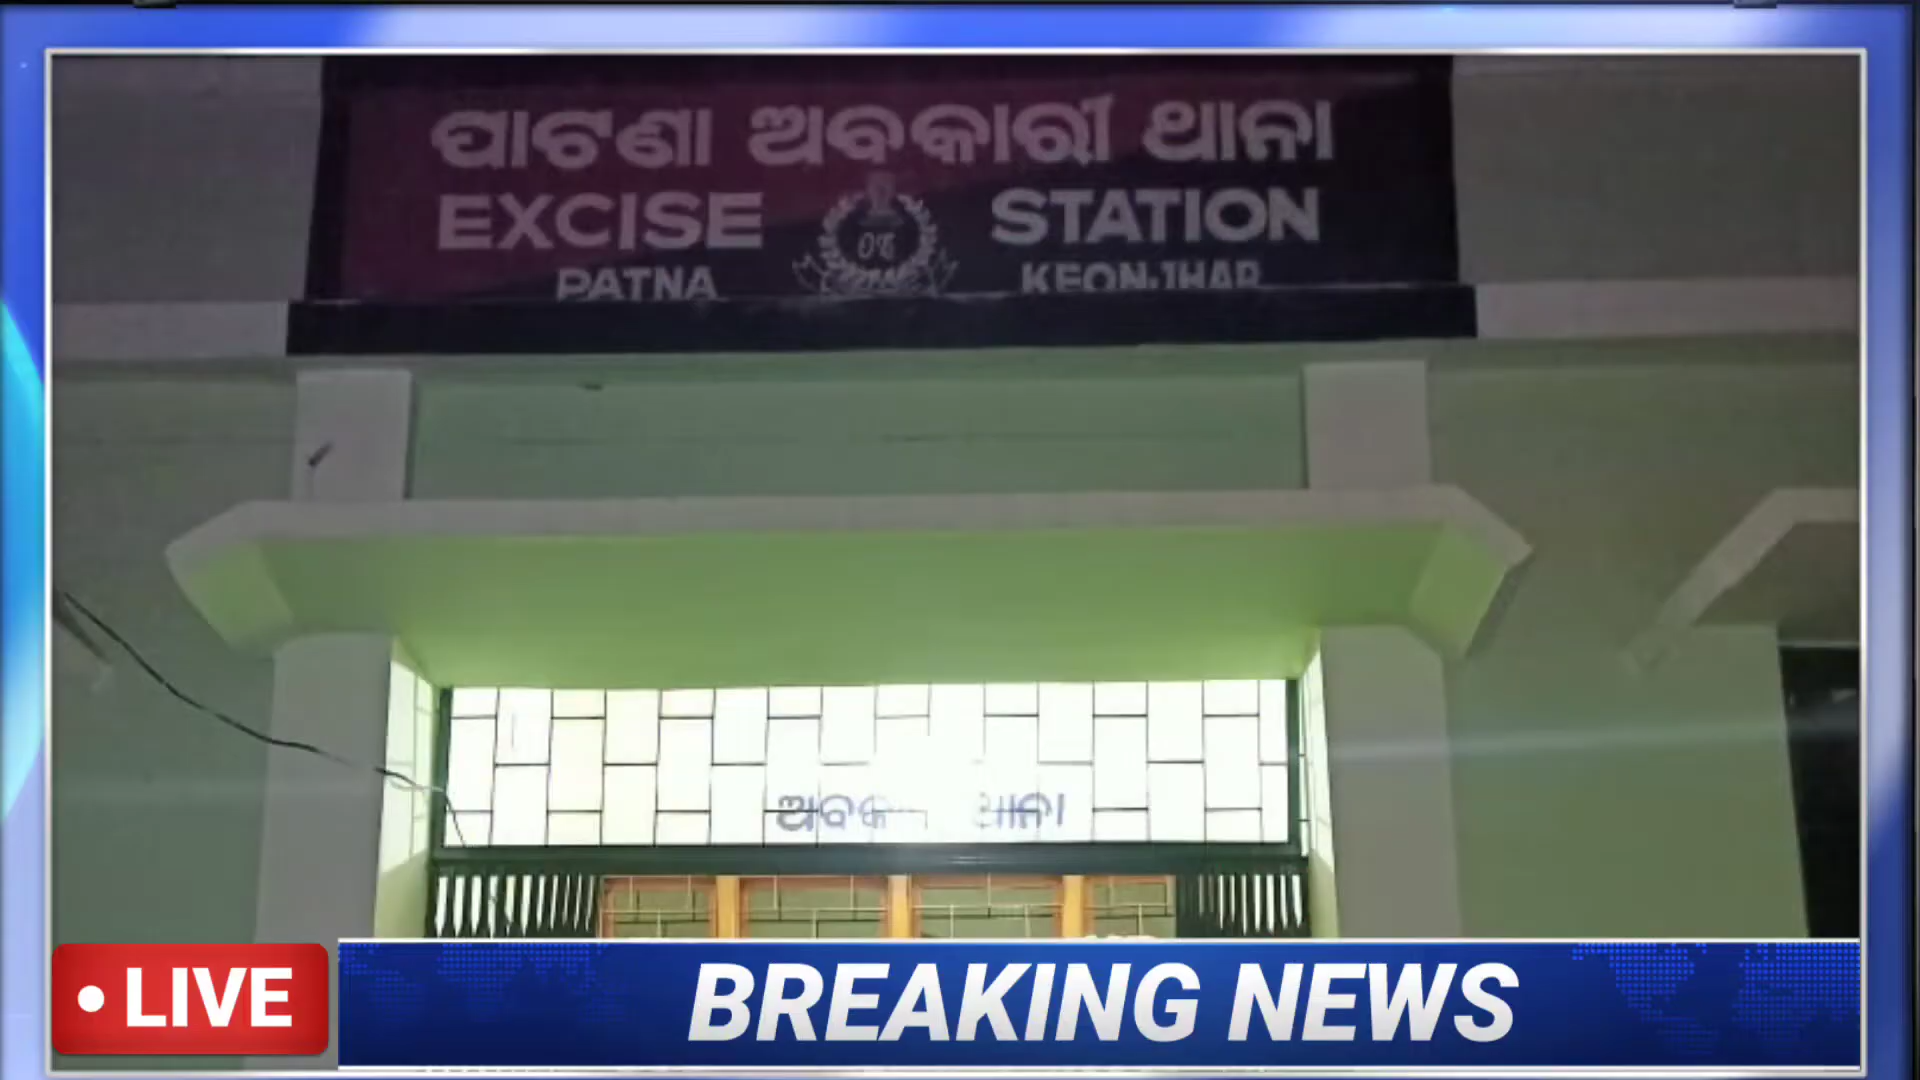 ପାଟଣା ଅବକାରୀ ଥାନା
EXCISE STATION
PATNA KEONJHAR
ଥାନା
LIVE
BREAKING NEWS